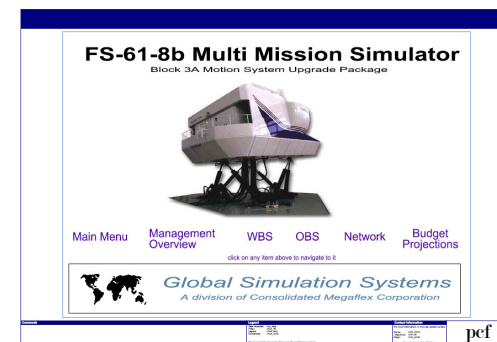 FS-61-8b Multi Mission Simulator
Block 3A Motion System Upgrade Package
Main Menu
Management
Overview
WBS
OBS
Network
Budget
Projections
click on any item above to navigate to it
Global Simulation Systems
A division of Consolidated Megaflex Corporation
Comments
Legend
Contact Information
pcf